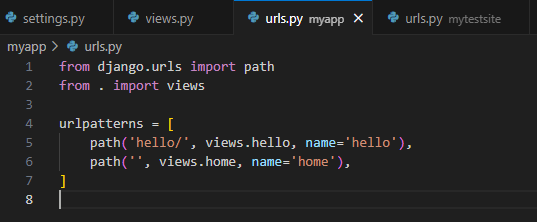 settings.py views.py urls.py myapp × urls.py mytestsite
myapp > urls.py
1 from django.urls import path
2 from . import views
3
4 urlpatterns = [
5     path('hello/', views.hello, name='hello'),
6     path('', views.home, name='home'),
7 ]
8